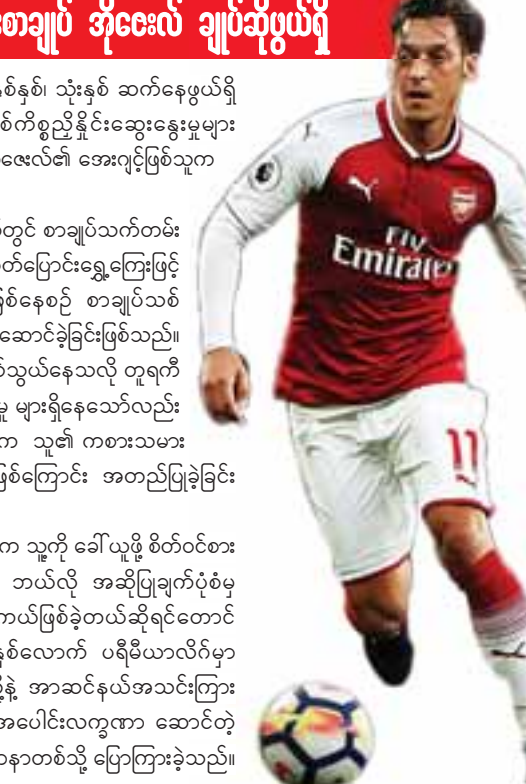 စာချုပ် အိုဇေးလ် ချုပ်ဆိုဖွယ်ရှိ
နှစ်၊ သုံးနှစ် ဆက်နေဖွယ်ရှိ
စ်ကိစ္စညှိနှိုင်းဆွေးနွေးမှုများ
ဇေးလ်၏ အေးဂျင့်ဖြစ်သူက
တွင် စာချုပ်သက်တမ်း
တ်ပြောင်းရွှေ့ကြေးဖြင့်
ဖြစ်နေစဉ် စာချုပ်သစ်
ဆောင်ခဲ့ခြင်းဖြစ်သည်။
်သွယ်နေသလို တူရကီ
မှု များရှိနေသော်လည်း
က သူ၏ ကစားသမား
ဖြစ်ကြောင်း အတည်ပြုခဲ့ခြင်း
က သူ့ကို ခေါ်ယူဖို့ စိတ်ဝင်စား
ဘယ်လို အဆိုပြုချက်ပုံစံမှ
ကယ်ဖြစ်ခဲ့တယ်ဆိုရင်တောင်
နှစ်လောက် ပရီမီယာလိဂ်မှာ
ို့နဲ့ အာဆင်နယ်အသင်းကြား
အပေါင်းလက္ခဏာ ဆောင်တဲ့
ာနာတစ်သို့ ပြောကြားခဲ့သည်။
Fly
Emirates
Arsenal
11